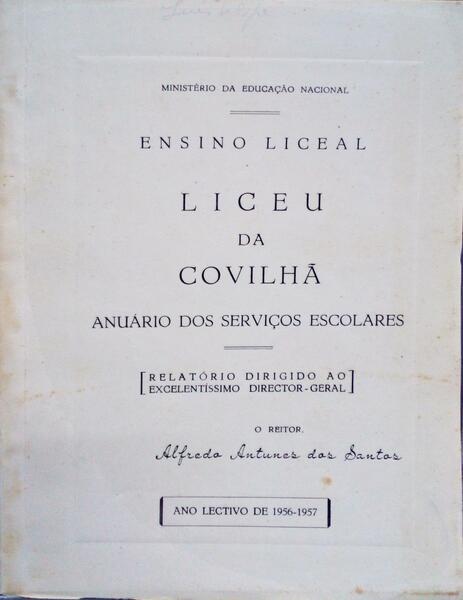 MINISTÉRIO DA EDUCAÇÃO NACIONAL
ENSINO LICEAL
LICEU
DA
COVILHÃ
ANUÁRIO DOS SERVIÇOS ESCOLARES
[RELATÓRIO DIRIGIDO AO
EXCELENTÍSSIMO DIRECTOR-GERAL]
O REITOR,
Alfredo Antunes dos Santos
ANO LECTIVO DE 1956-1957